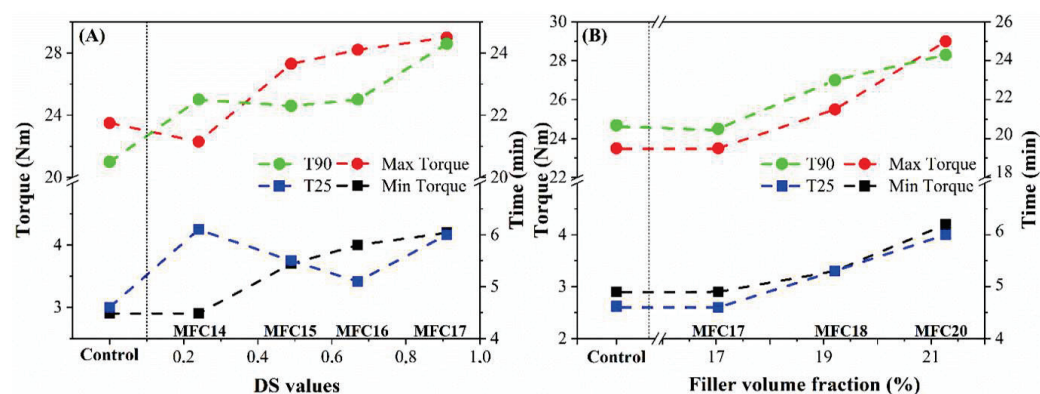 (A)
28
24
20
4
3
Torque (Nm)
24
22
20
6
5
4
Time (min)
T90
Max Torque
T25
Min Torque
MFC14
MFC15
MFC16
MFC17
Control
0.2
0.4
0.6
0.8
1.0
DS values
(B)
30
28
26
24
22
4
3
2
Torque (Nm)
26
24
22
20
18
6
5
4
Time (min)
T90
Max Torque
T25
Min Torque
MFC17
MFC18
MFC20
Control
17
19
21
Filler volume fraction (%)